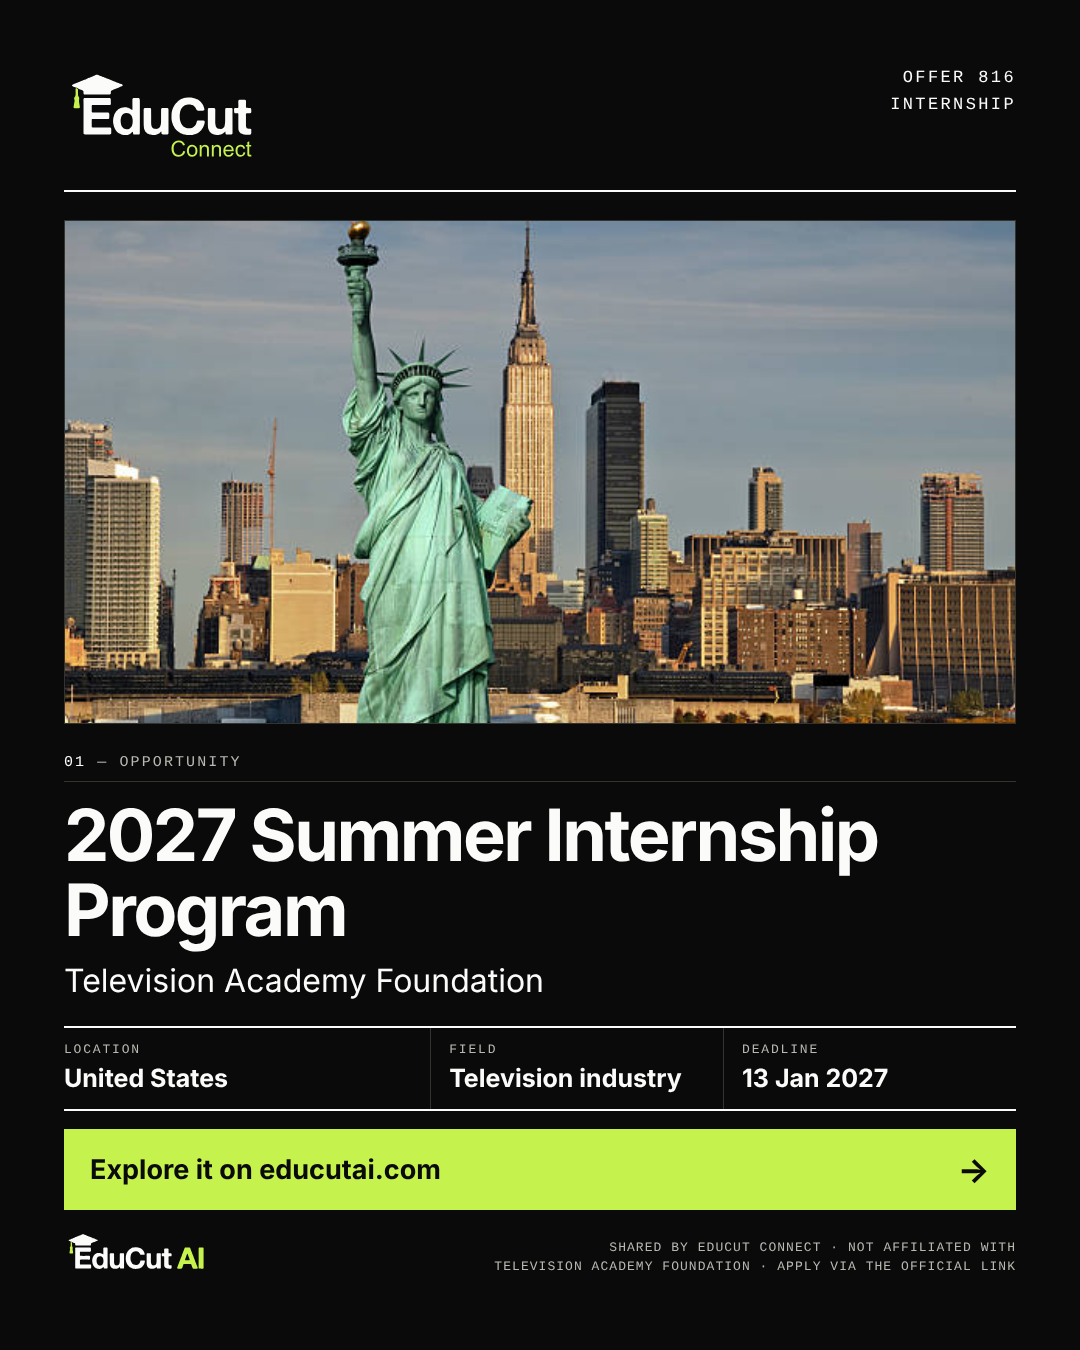 EduCut
Connect
OFFER 816
INTERNSHIP
01 — OPPORTUNITY
2027 Summer Internship
Program
Television Academy Foundation
LOCATION
United States
FIELD
Television industry
DEADLINE
13 Jan 2027
Explore it on educutai.com
EduCut AI
SHARED BY EDUCUT CONNECT · NOT AFFILIATED WITH
TELEVISION ACADEMY FOUNDATION · APPLY VIA THE OFFICIAL LINK